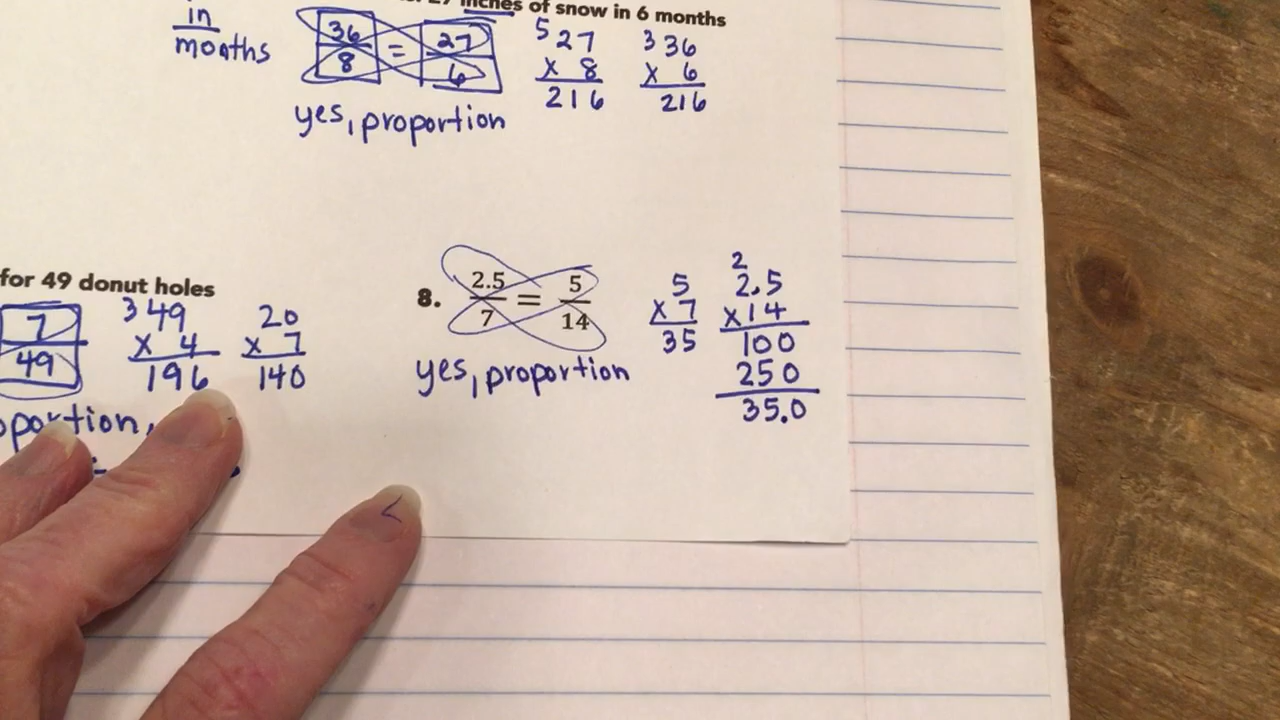 inches of snow in 6 months
in
months
36
8
=
27
6
5 27
x 8
216
3 36
x 6
216
yes, proportion
for 49 donut holes
7
49
3 49
x 4
196
20
x 7
140
8.
2.5
7
=
5
14
yes, proportion
5
x 7
35
2
2.5
x 14
100
250
35.0